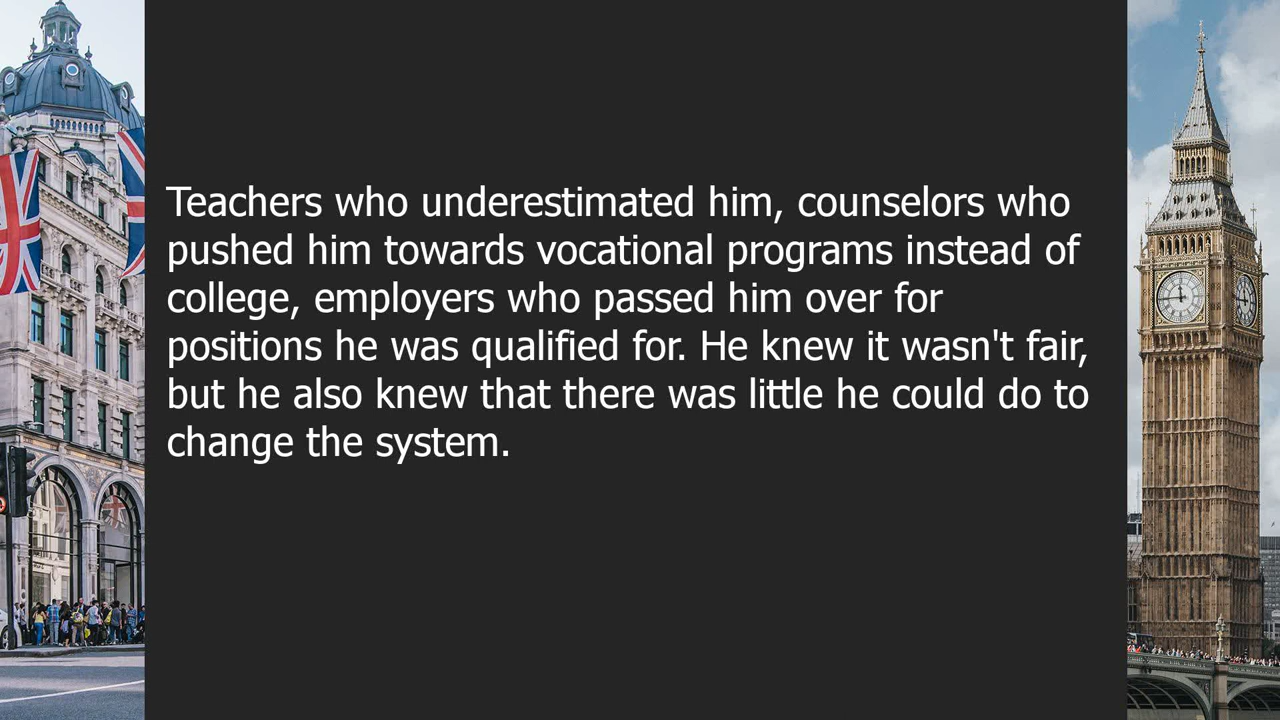 Teachers who underestimated him, counselors who
pushed him towards vocational programs instead of
college, employers who passed him over for
positions he was qualified for. He knew it wasn't fair,
but he also knew that there was little he could do to
change the system.